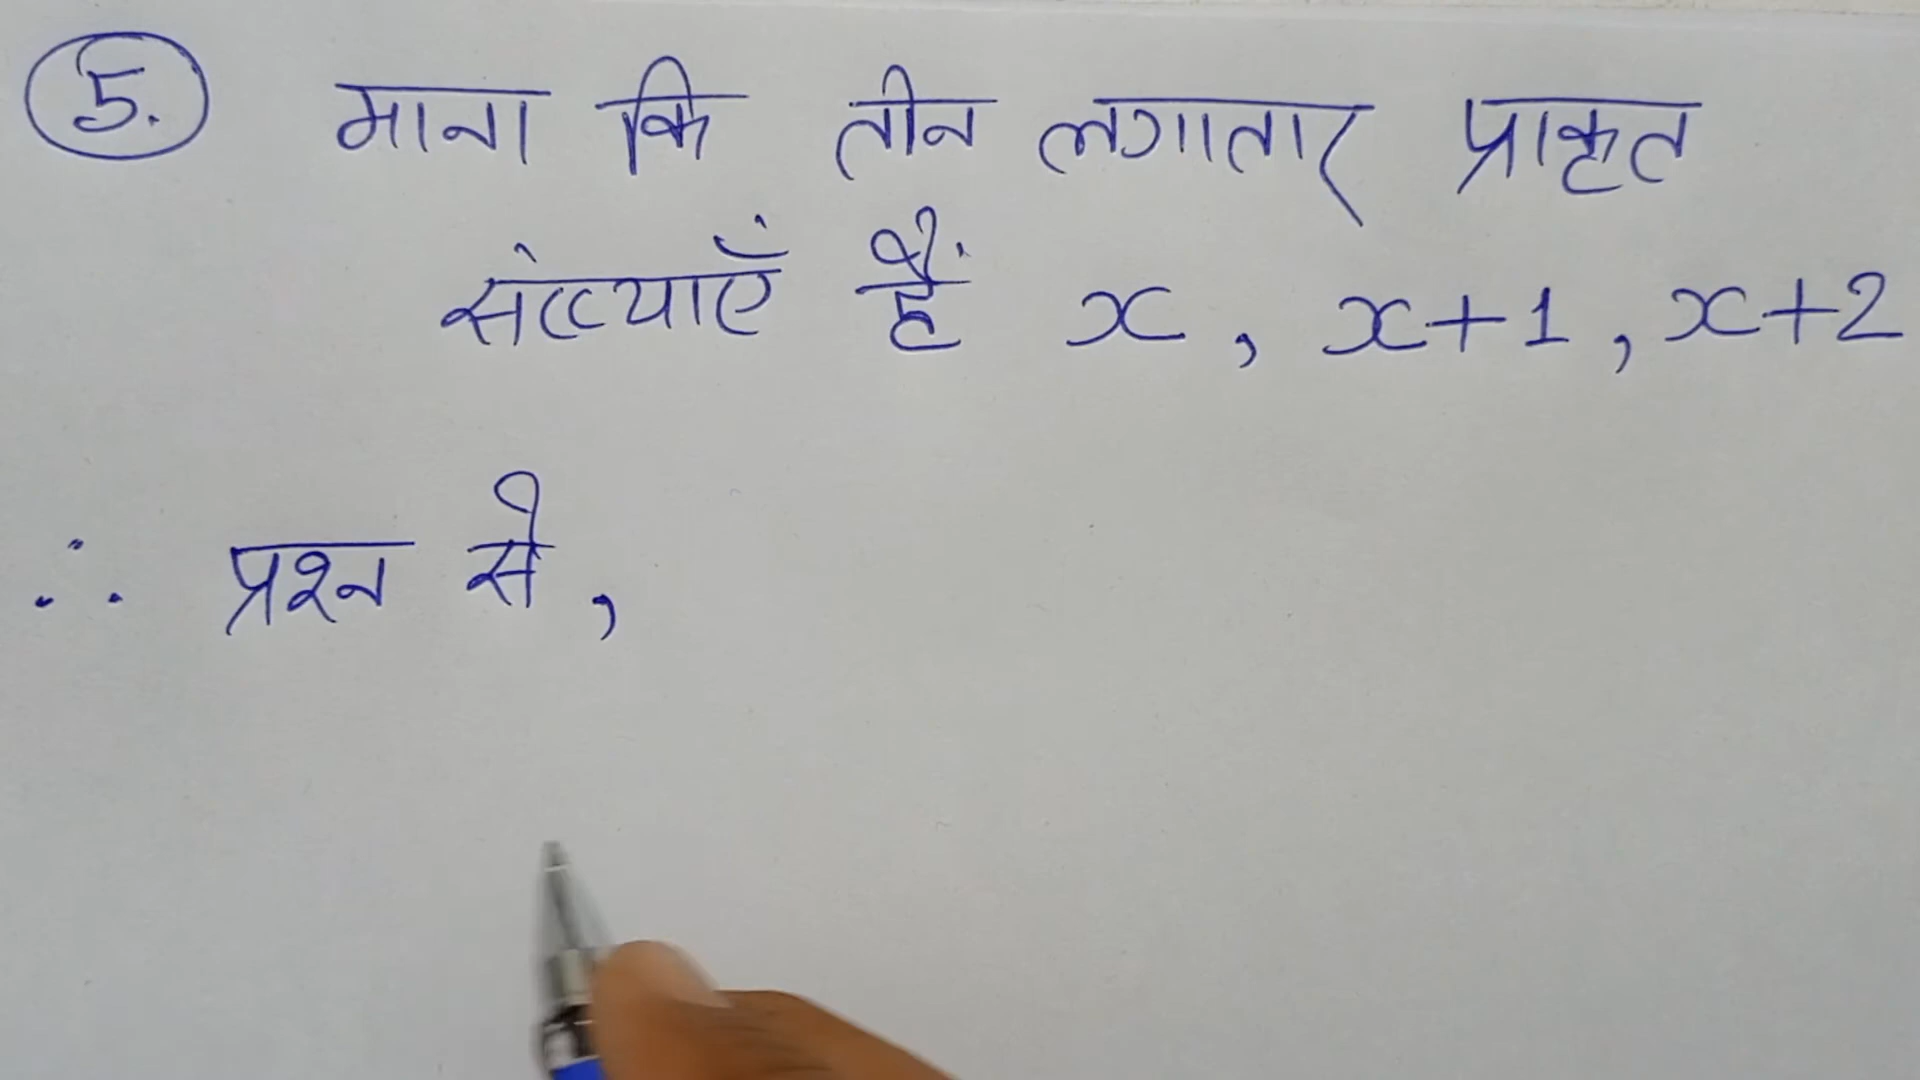 5. माना कि तीन लगातार प्राकृत
संख्याएँ हैं x, x+1, x+2
∴ प्रश्न से,